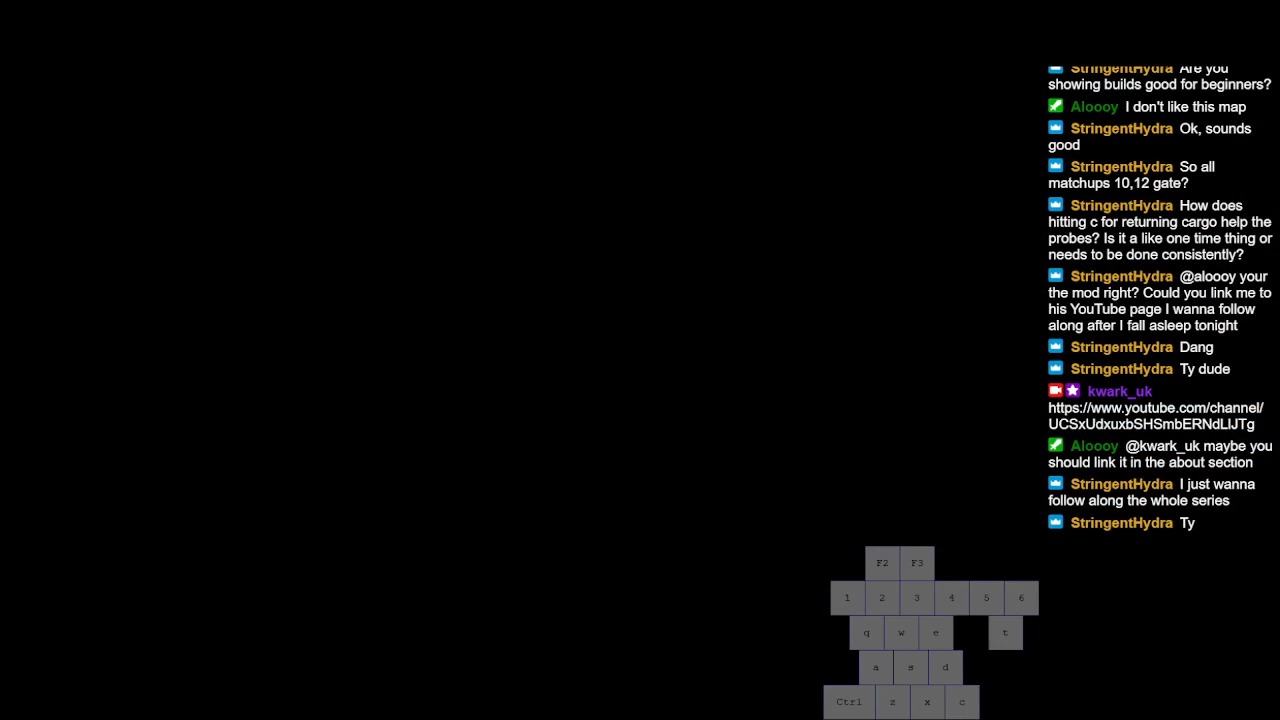 StringentHydra Are you
showing builds good for beginners?
Aloooy I don't like this map
StringentHydra Ok, sounds
good
StringentHydra So all
matchups 10,12 gate?
StringentHydra How does
hitting c for returning cargo help the
probes? Is it a like one time thing or
needs to be done consistently?
StringentHydra @aloooy your
the mod right? Could you link me to
his YouTube page I wanna follow
along after I fall asleep tonight
StringentHydra Dang
StringentHydra Ty dude
kwark_uk
https://www.youtube.com/channel/
UCSxUdxuxbSHSmbERNdLIJTg
Aloooy @kwark_uk maybe you
should link it in the about section
StringentHydra I just wanna
follow along the whole series
StringentHydra Ty
F2 F3
1 2 3 4 5 6
q w e t
a s d
Ctrl z x c